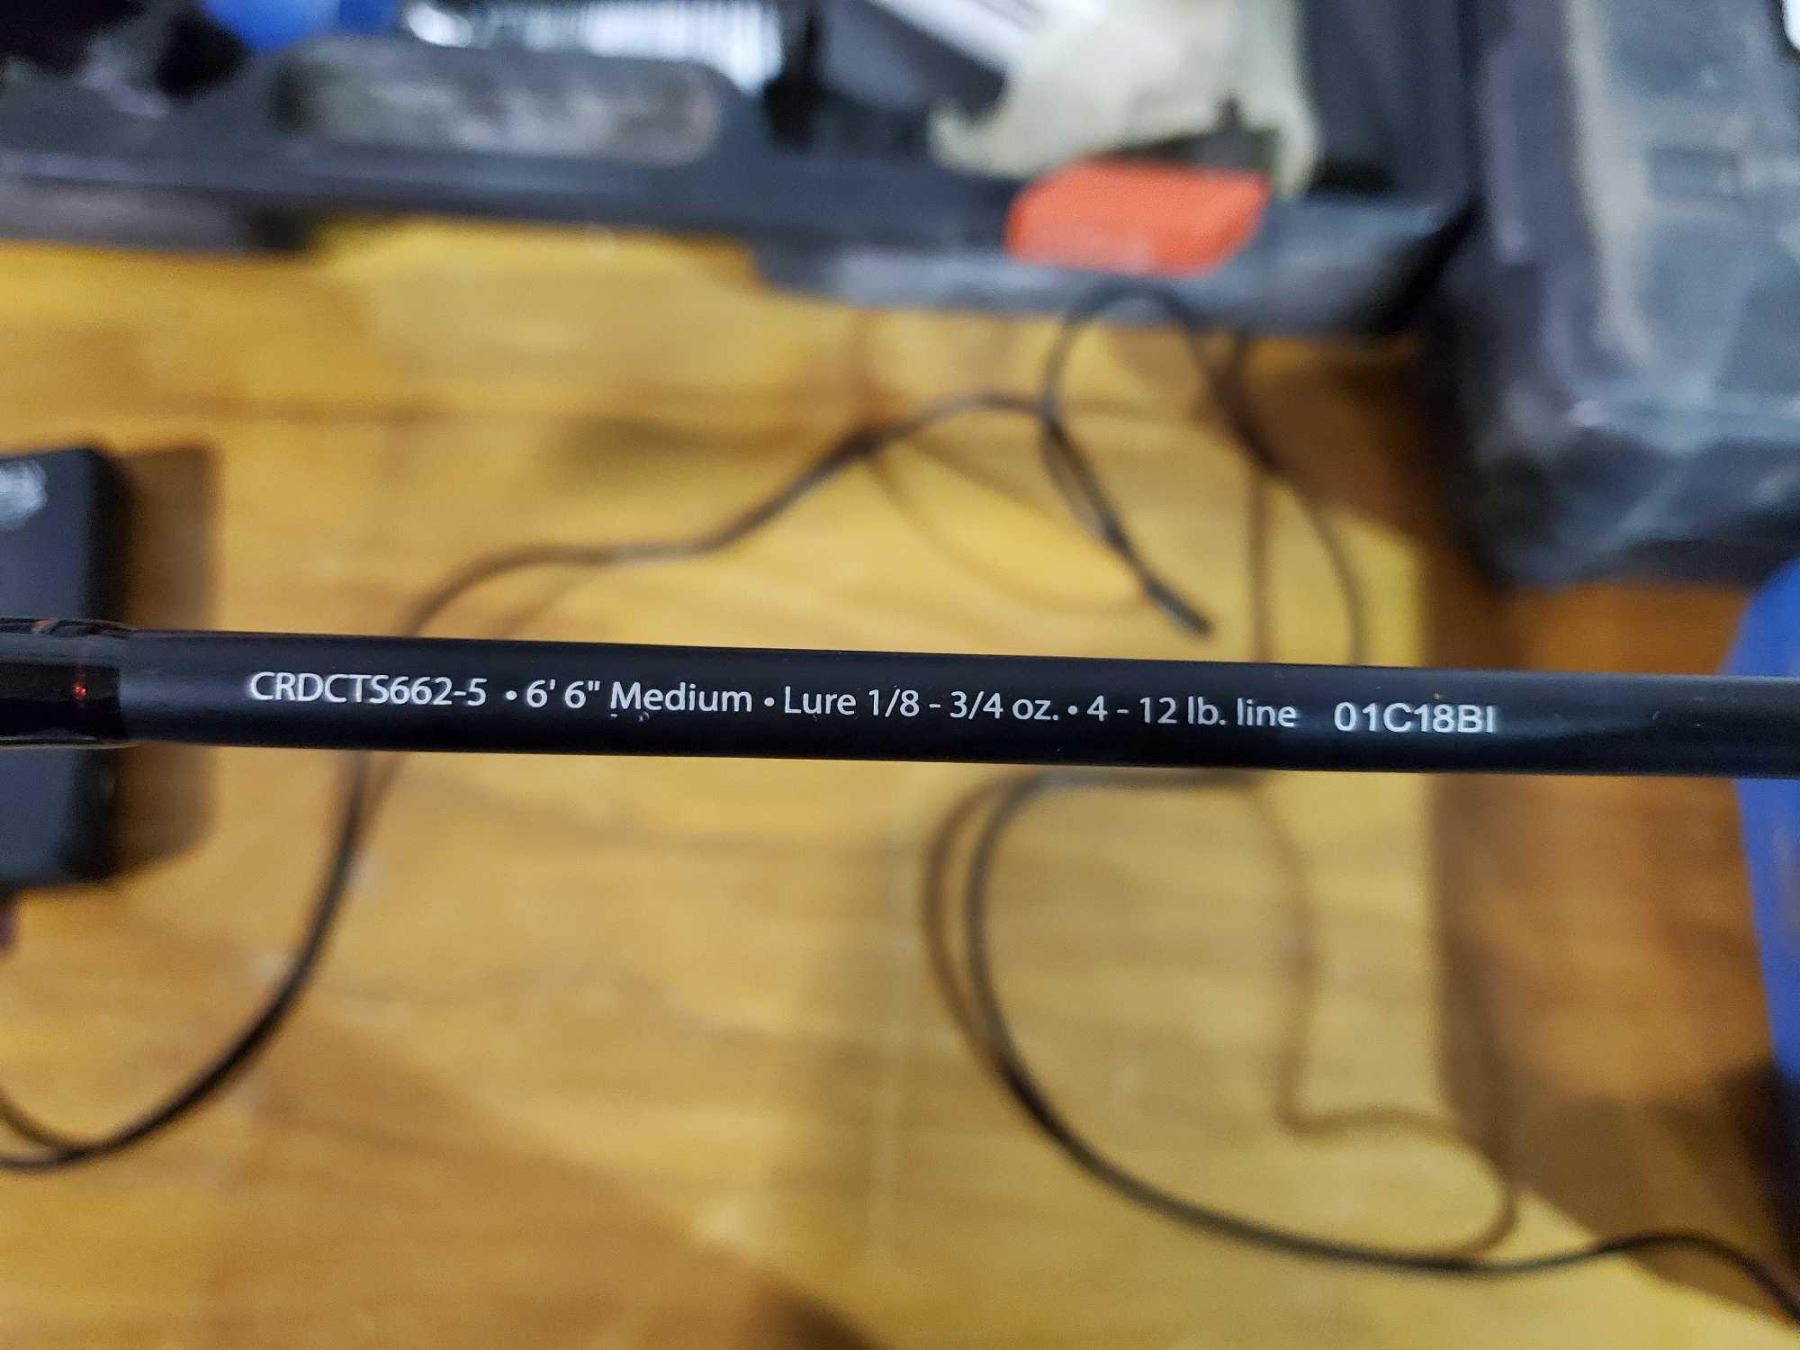 CRDCTS662-5 • 6' 6" Medium • Lure 1/8 - 3/4 oz. • 4 - 12 lb. line 01C18BI